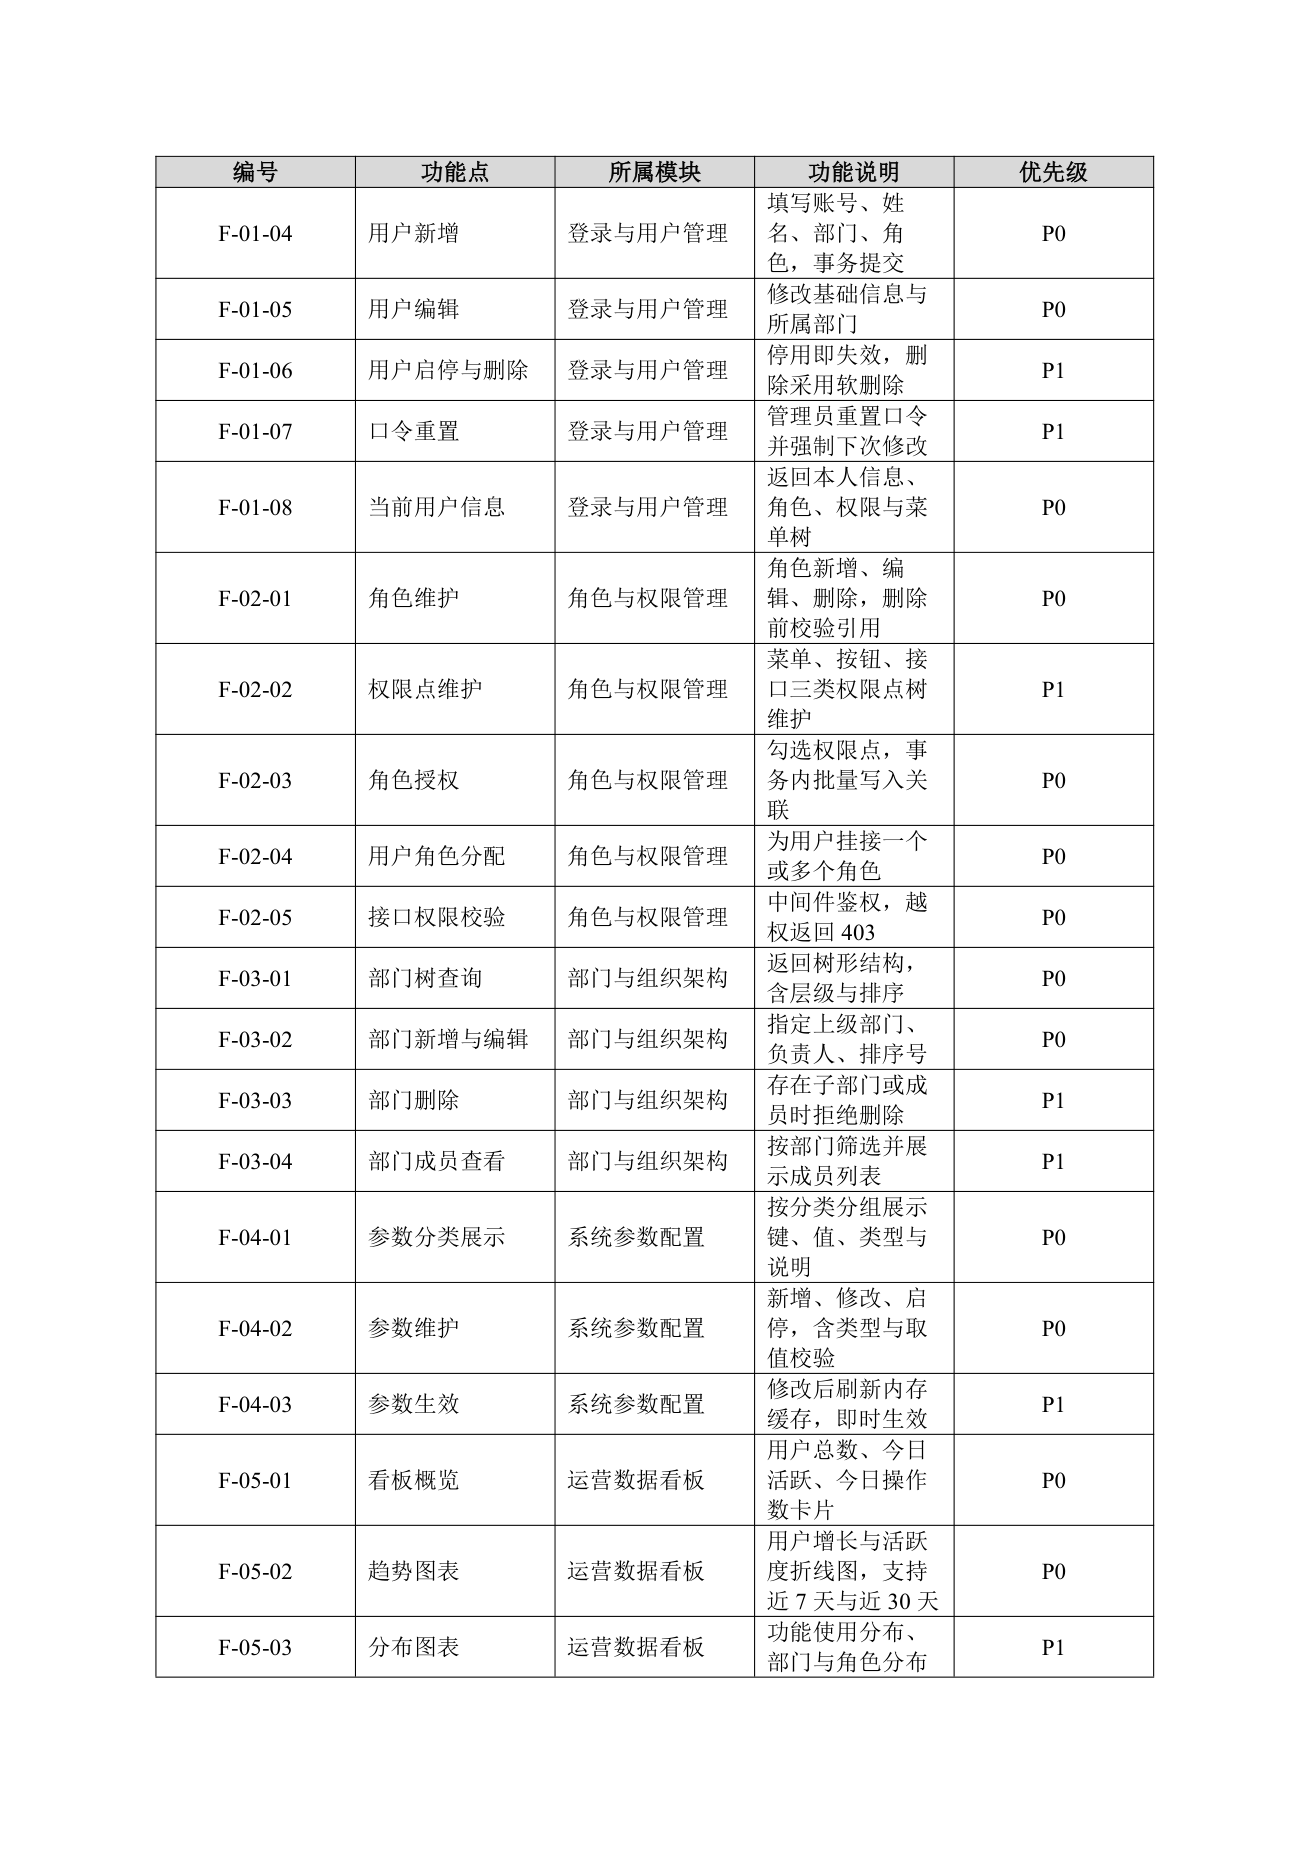 编号 功能点 所属模块 功能说明 优先级
F-01-04 用户新增 登录与用户管理 填写账号、姓
名、部门、角
色，事务提交 P0
F-01-05 用户编辑 登录与用户管理 修改基础信息与
所属部门 P0
F-01-06 用户启停与删除 登录与用户管理 停用即失效，删
除采用软删除 P1
F-01-07 口令重置 登录与用户管理 管理员重置口令
并强制下次修改 P1
F-01-08 当前用户信息 登录与用户管理 返回本人信息、
角色、权限与菜
单树 P0
F-02-01 角色维护 角色与权限管理 角色新增、编
辑、删除，删除
前校验引用 P0
F-02-02 权限点维护 角色与权限管理 菜单、按钮、接
口三类权限点树
维护 P1
F-02-03 角色授权 角色与权限管理 勾选权限点，事
务内批量写入关
联 P0
F-02-04 用户角色分配 角色与权限管理 为用户挂接一个
或多个角色 P0
F-02-05 接口权限校验 角色与权限管理 中间件鉴权，越
权返回 403 P0
F-03-01 部门树查询 部门与组织架构 返回树形结构，
含层级与排序 P0
F-03-02 部门新增与编辑 部门与组织架构 指定上级部门、
负责人、排序号 P0
F-03-03 部门删除 部门与组织架构 存在子部门或成
员时拒绝删除 P1
F-03-04 部门成员查看 部门与组织架构 按部门筛选并展
示成员列表 P1
F-04-01 参数分类展示 系统参数配置 按分类分组展示
键、值、类型与
说明 P0
F-04-02 参数维护 系统参数配置 新增、修改、启
停，含类型与取
值校验 P0
F-04-03 参数生效 系统参数配置 修改后刷新内存
缓存，即时生效 P1
F-05-01 看板概览 运营数据看板 用户总数、今日
活跃、今日操作
数卡片 P0
F-05-02 趋势图表 运营数据看板 用户增长与活跃
度折线图，支持
近 7 天与近 30 天 P0
F-05-03 分布图表 运营数据看板 功能使用分布、
部门与角色分布 P1